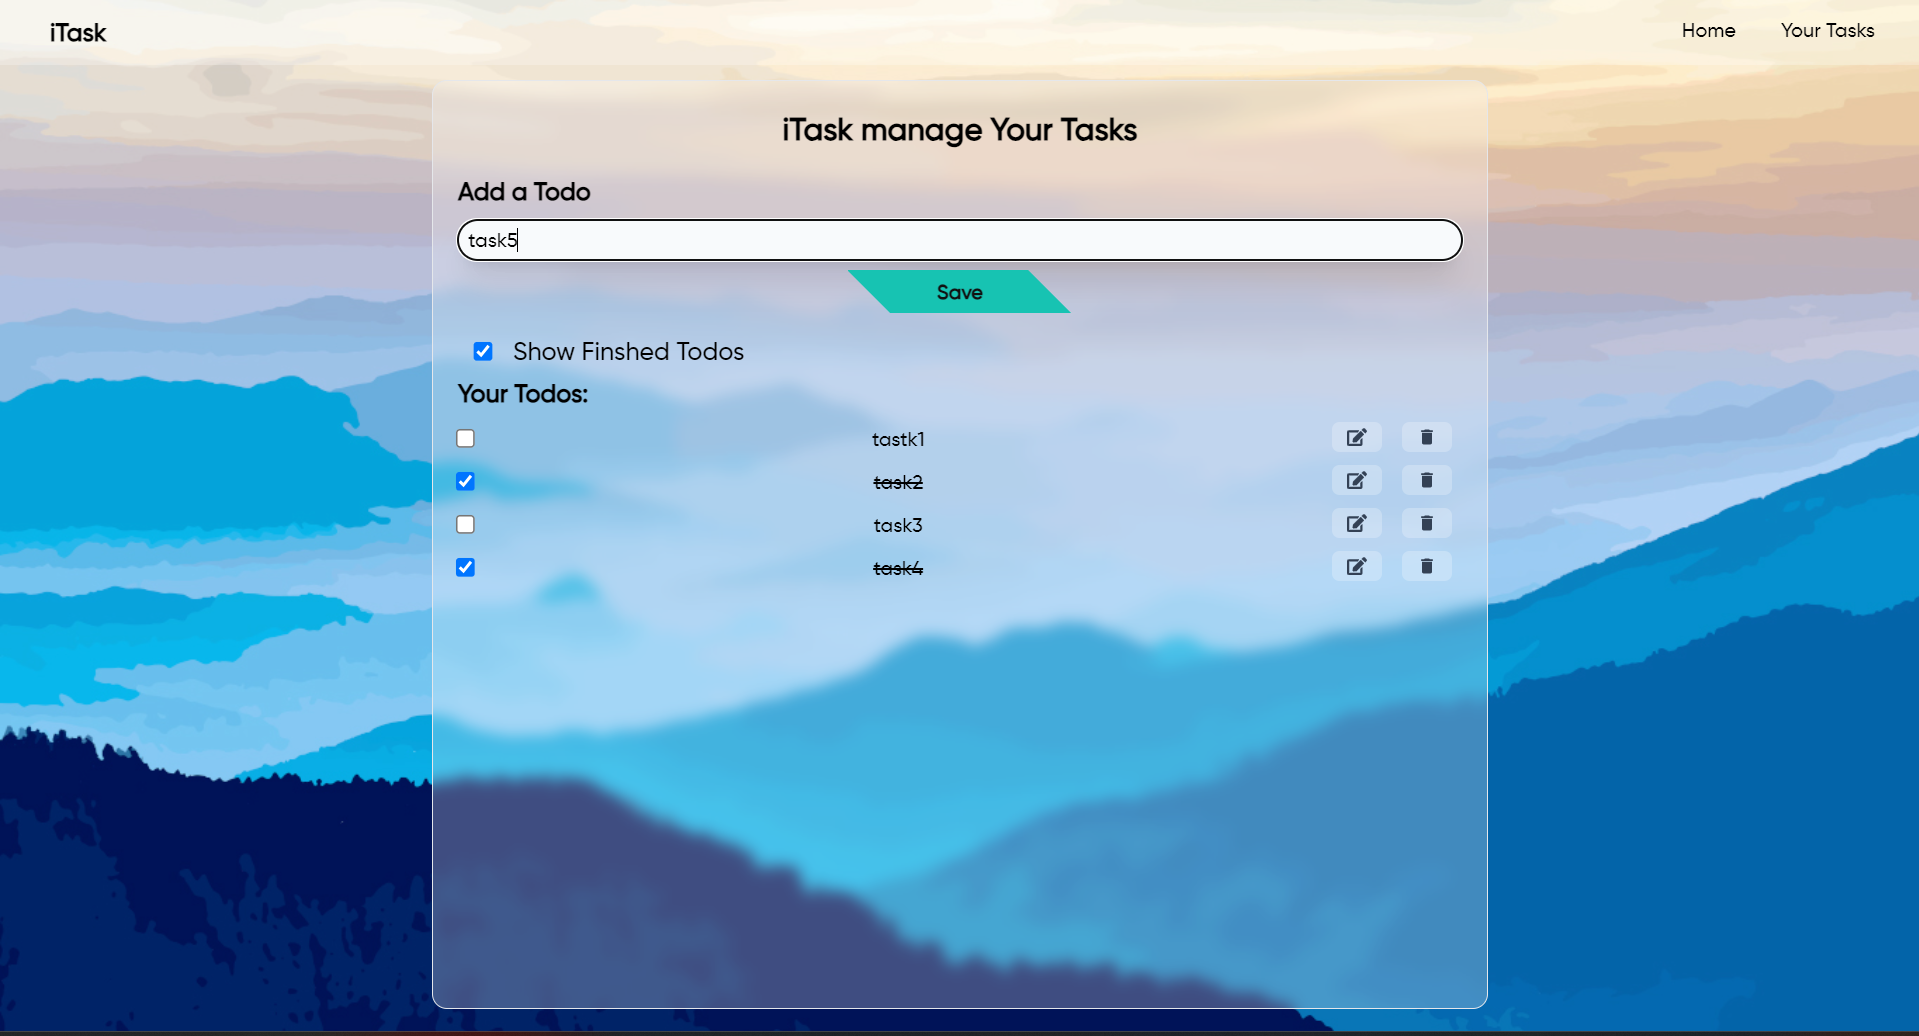 iTask
Home
Your Tasks
iTask manage Your Tasks
Add a Todo
task5
Save
Show Finshed Todos
Your Todos:
tastk1
task2
task3
task4